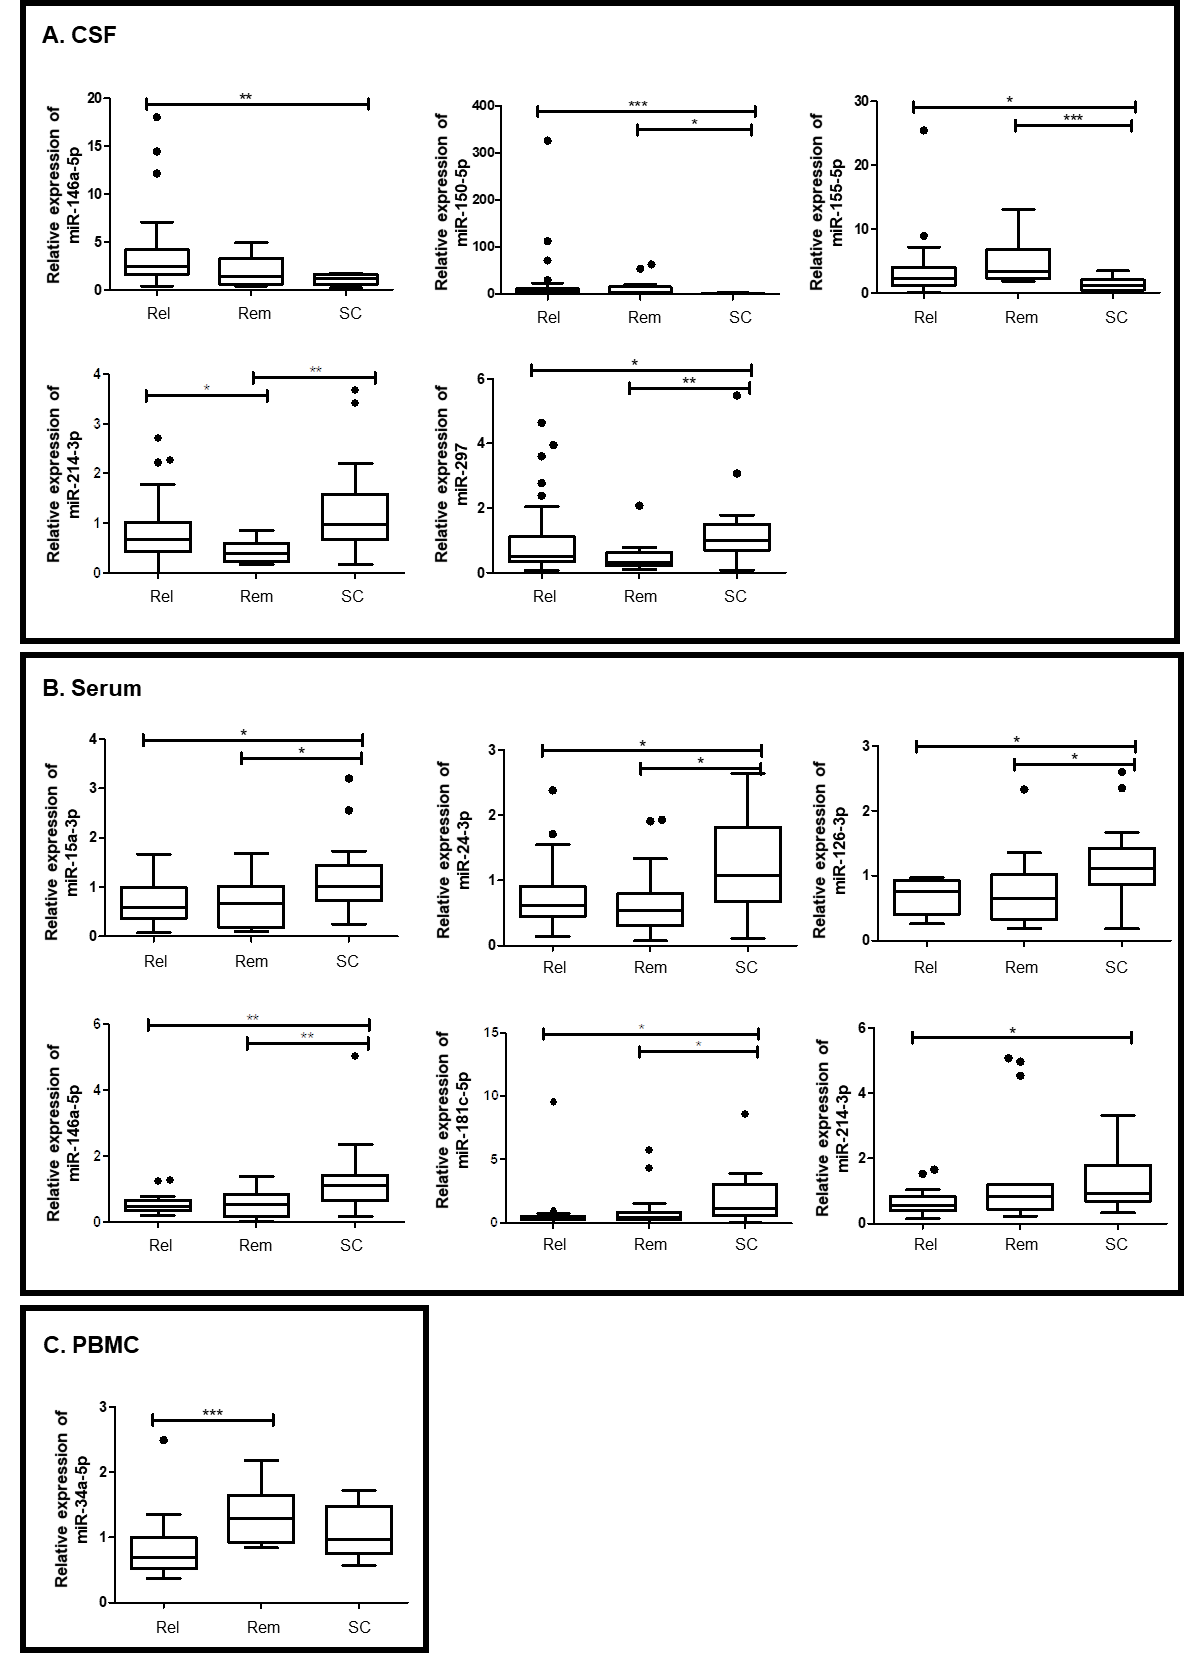 A. CSF
Relative expression of
miR-146a-5p
20
15
10
5
0
**
Rel Rem SC
Relative expression of
miR-150-5p
400
300
200
100
0
***
*
Rel Rem SC
Relative expression of
miR-155-5p
30
20
10
0
*
***
Rel Rem SC
Relative expression of
miR-214-3p
4
3
2
1
0
*
**
Rel Rem SC
Relative expression of
miR-297
6
4
2
0
*
**
Rel Rem SC
B. Serum
Relative expression of
miR-15a-3p
4
3
2
1
0
*
*
Rel Rem SC
Relative expression of
miR-24-3p
3
2
1
0
*
*
Rel Rem SC
Relative expression of
miR-126-3p
3
2
1
0
*
*
Rel Rem SC
Relative expression of
miR-146a-5p
6
4
2
0
**
**
Rel Rem SC
Relative expression of
miR-181c-5p
15
10
5
0
*
*
Rel Rem SC
Relative expression of
miR-214-3p
6
4
2
0
*
Rel Rem SC
C. PBMC
Relative expression of
miR-34a-5p
3
2
1
0
***
Rel Rem SC